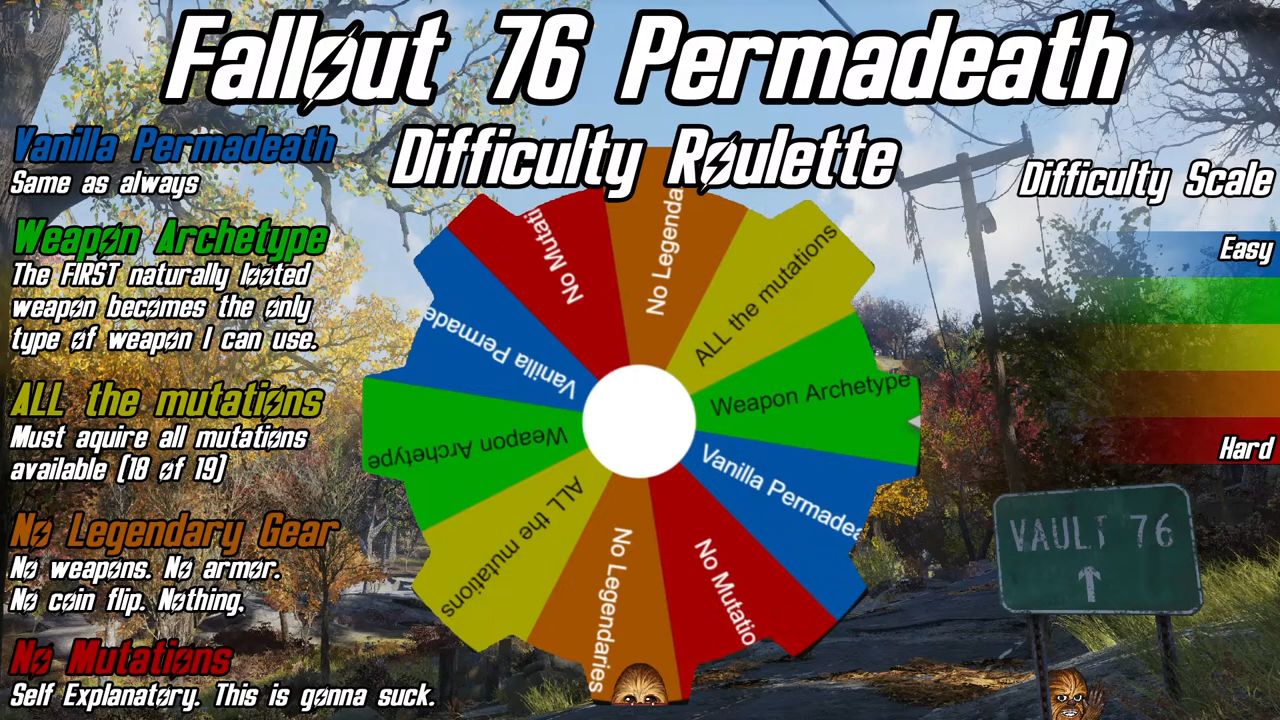 Fallout 76 Permadeath
Difficulty Roulette
Vanilla Permadeath
Same as always
Weapon Archetype
The FIRST naturally looted
weapon becomes the only
type of weapon I can use.
ALL the mutations
Must aquire all mutations
available (18 of 19)
No Legendary Gear
No weapons. No armor.
No coin flip. Nothing.
No Mutations
Self Explanatory. This is gonna suck.
No Mutati
No Legenda
ALL the mutations
Weapon Archetype
Vanilla Permadea
No Mutatio
No Legendaries
ALL the mutations
Weapon Archetype
Vanilla Permade
Difficulty Scale
Easy
Hard
VAULT 76